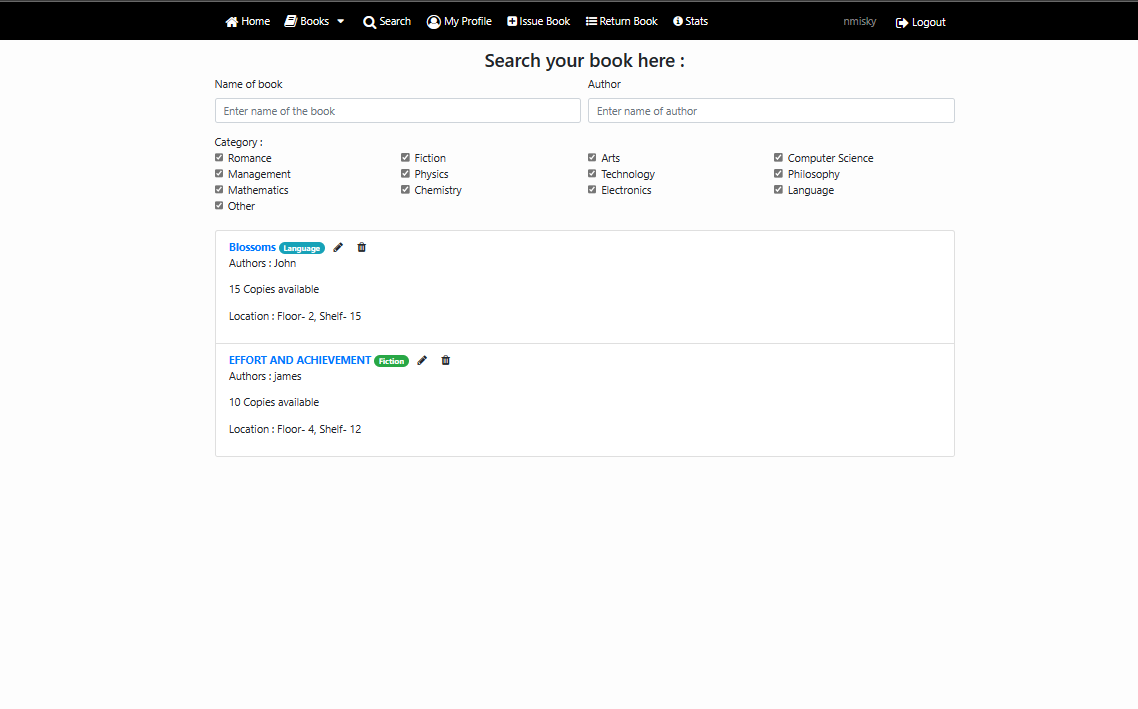 Home Books Search My Profile Issue Book Return Book Stats nmisky Logout
Search your book here :
Name of book Author
Enter name of the book Enter name of author
Category :
Romance Fiction Arts Computer Science
Management Physics Technology Philosophy
Mathematics Chemistry Electronics Language
Other
Blossoms Language
Authors : John
15 Copies available
Location : Floor- 2, Shelf- 15
EFFORT AND ACHIEVEMENT Fiction
Authors : james
10 Copies available
Location : Floor- 4, Shelf- 12